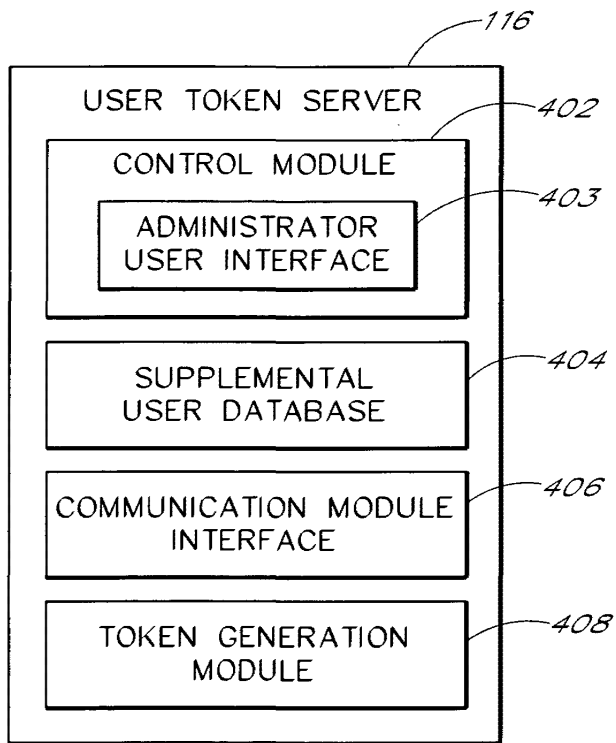 116
USER TOKEN SERVER
402
CONTROL MODULE
403
ADMINISTRATOR
USER INTERFACE
404
SUPPLEMENTAL
USER DATABASE
406
COMMUNICATION MODULE
INTERFACE
TOKEN GENERATION
MODULE
408